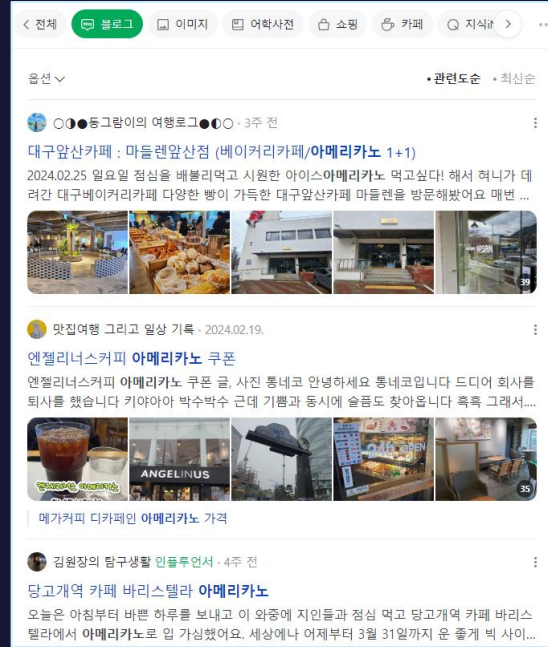 전체 블로그 이미지 어학사전 쇼핑 카페 지식iN
옵션 • 관련도순 • 최신순
○◑●동그람이의 여행로그●◐○ · 3주 전
대구앞산카페 : 마들렌앞산점 (베이커리카페/아메리카노 1+1)
2024.02.25 일요일 점심을 배불리먹고 시원한 아이스아메리카노 먹고싶다! 해서 혀니가 데
려간 대구베이커리카페 다양한 빵이 가득한 대구앞산카페 마들렌을 방문해봤어요 매번 ...
39
맛집여행 그리고 일상 기록 · 2024.02.19.
엔젤리너스커피 아메리카노 쿠폰
엔젤리너스커피 아메리카노 쿠폰 글, 사진 통네코 안녕하세요 통네코입니다 드디어 회사를
퇴사를 했습니다 키야아아 박수박수 근데 기쁨과 동시에 슬픔도 찾아옵니다 흑흑 그래서....
엔제리너스 아메리카노
ANGELINUS
OPEN
35
메가커피 디카페인 아메리카노 가격
김원장의 탐구생활 인플루언서 · 4주 전
당고개역 카페 바리스텔라 아메리카노
오늘은 아침부터 바쁜 하루를 보내고 이 와중에 지인들과 점심 먹고 당고개역 카페 바리스
텔라에서 아메리카노로 입 가심했어요. 세상에나 어제부터 3월 31일까지 운 좋게 빅 사이...